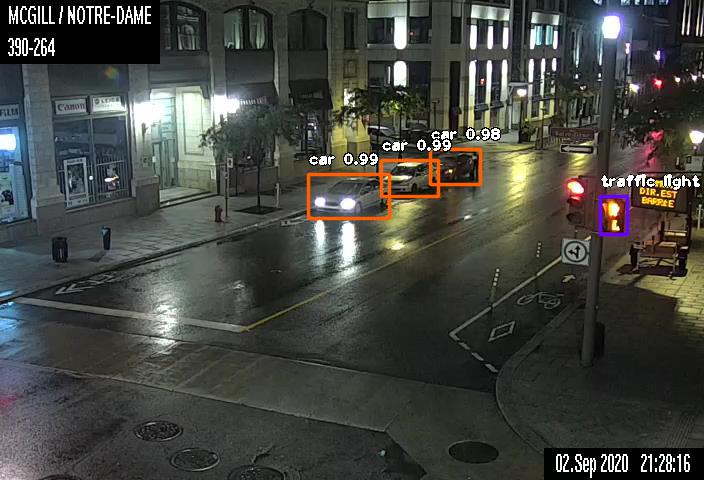 MCGILL / NOTRE-DAME
390-264
Canon
car 0.99
car 0.99
car 0.98
traffic light
DIR.EST
BARRÉE
02.Sep 2020 21:28:16